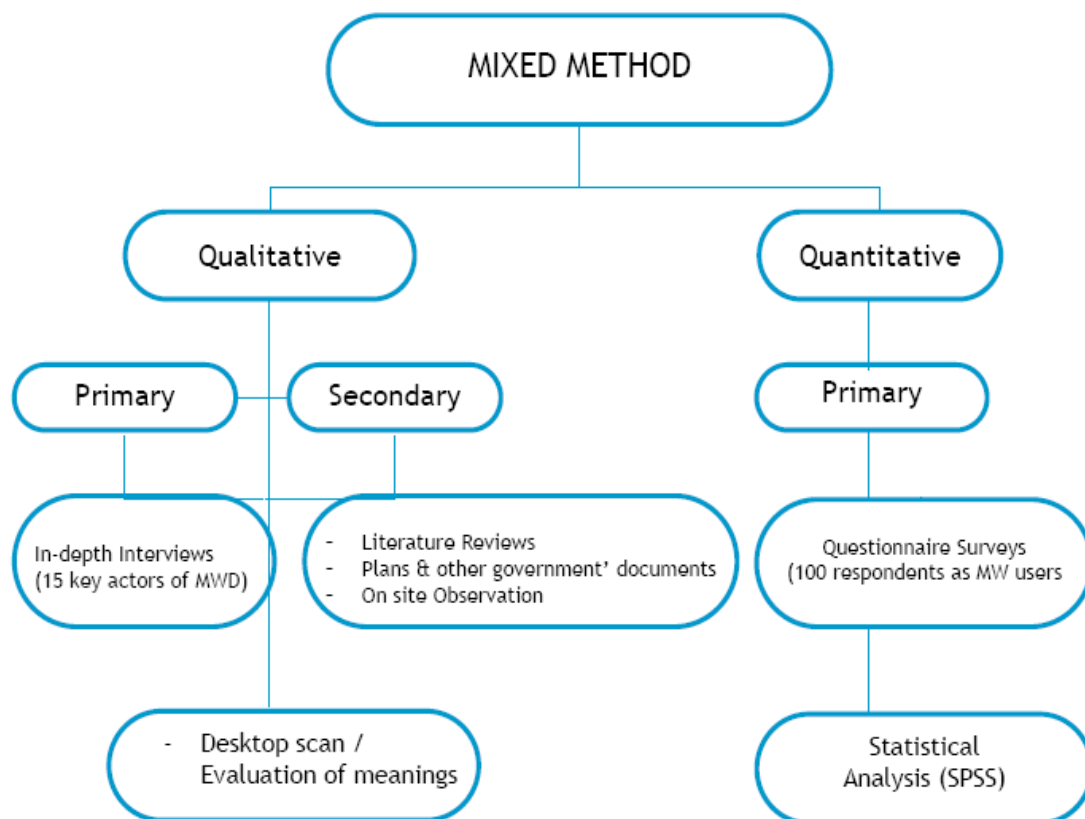 MIXED METHOD
Qualitative
Quantitative
Primary
Secondary
Primary
In-depth Interviews
(15 key actors of MWD)
- Literature Reviews
- Plans & other government’ documents
- On site Observation
Questionnaire Surveys
(100 respondents as MW users
- Desktop scan /
Evaluation of meanings
Statistical
Analysis (SPSS)